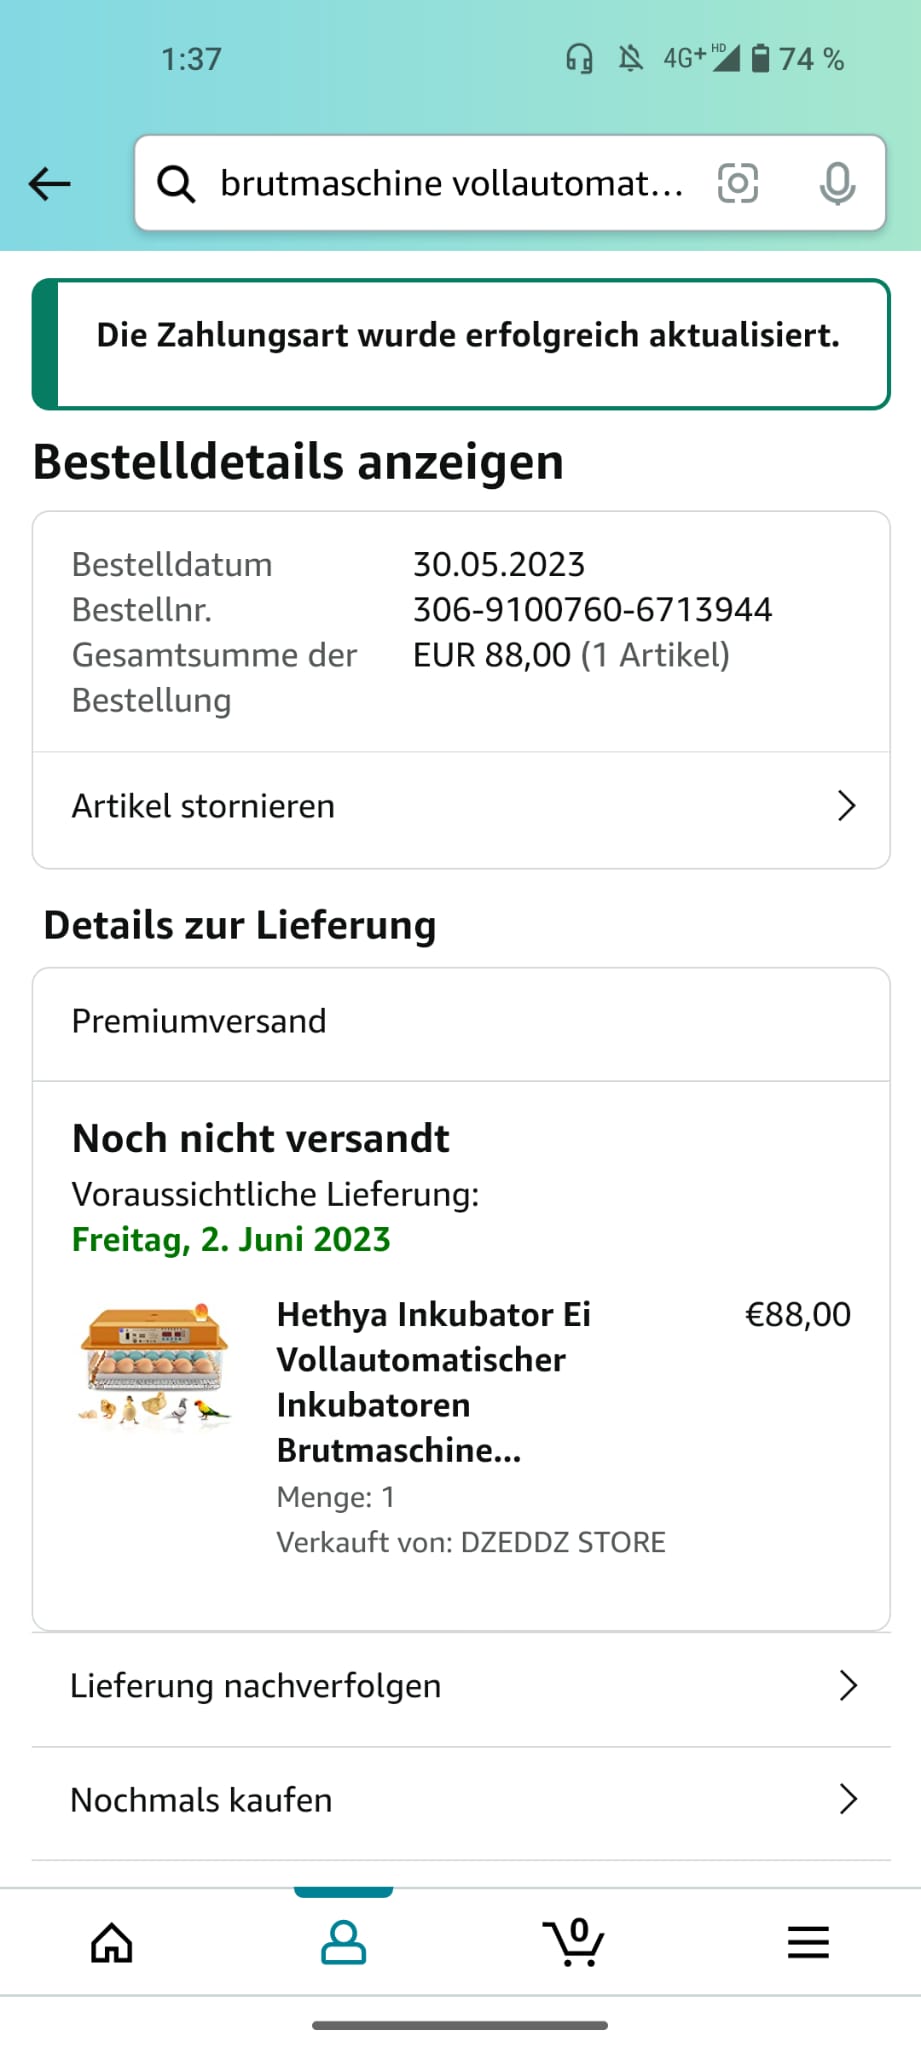 1:37
4G+ HD 74 %
brutmaschine vollautomat...
Die Zahlungsart wurde erfolgreich aktualisiert.
Bestelldetails anzeigen
Bestelldatum 30.05.2023
Bestellnr. 306-9100760-6713944
Gesamtsumme der EUR 88,00 (1 Artikel)
Bestellung
Artikel stornieren
Details zur Lieferung
Premiumversand
Noch nicht versandt
Voraussichtliche Lieferung:
Freitag, 2. Juni 2023
Hethya Inkubator Ei €88,00
Vollautomatischer
Inkubatoren
Brutmaschine...
Menge: 1
Verkauft von: DZEDDZ STORE
Lieferung nachverfolgen
Nochmals kaufen
0